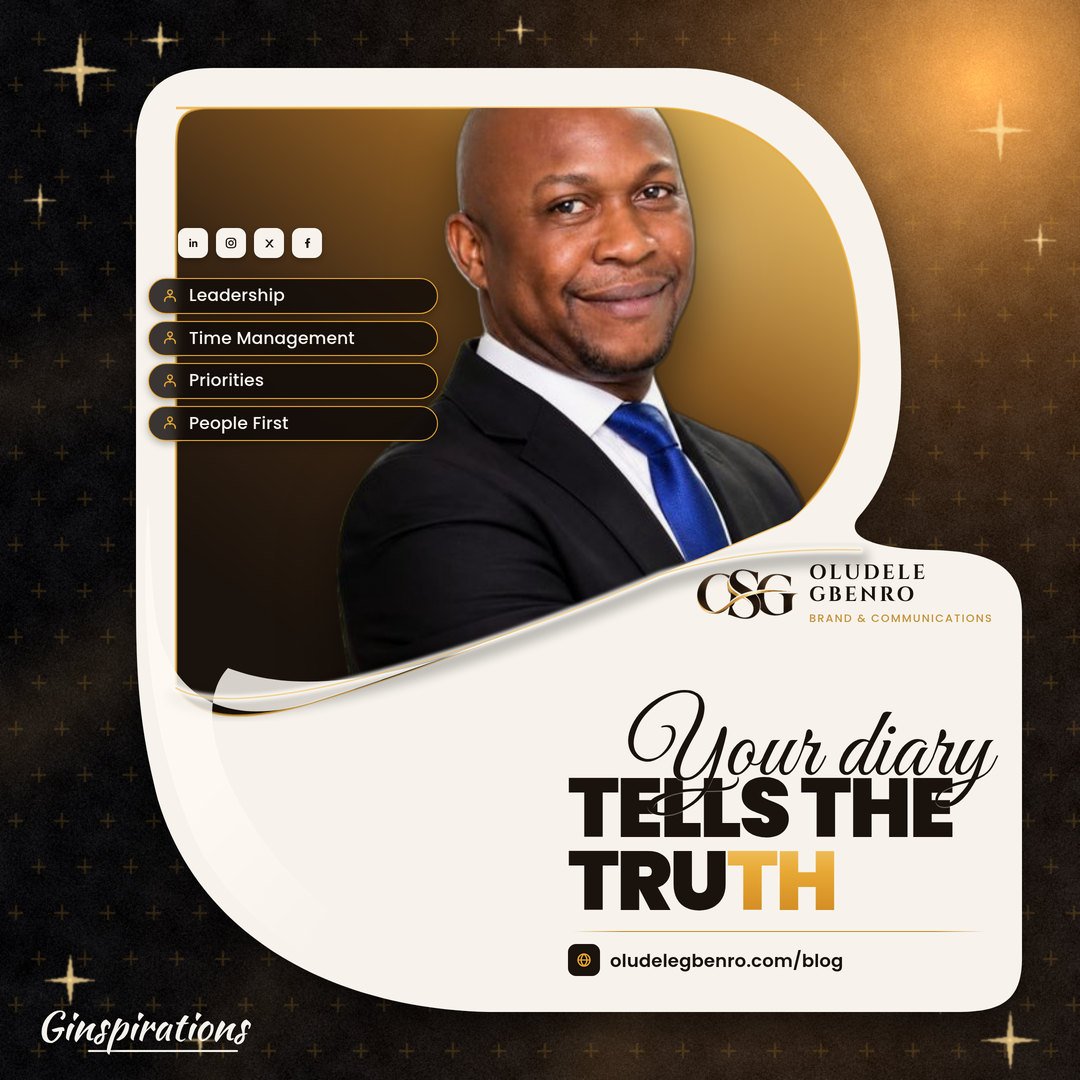 in
X
f
Leadership
Time Management
Priorities
People First
OSG
OLUDELE
GBENRO
BRAND & COMMUNICATIONS
Your diary
TELLS THE
TRUTH
oludelegbenro.com/blog
Ginspirations